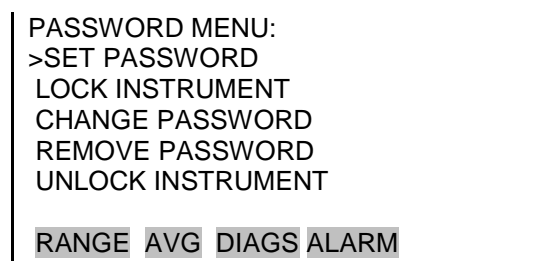 PASSWORD MENU:
>SET PASSWORD
LOCK INSTRUMENT
CHANGE PASSWORD
REMOVE PASSWORD
UNLOCK INSTRUMENT
RANGE AVG DIAGS ALARM